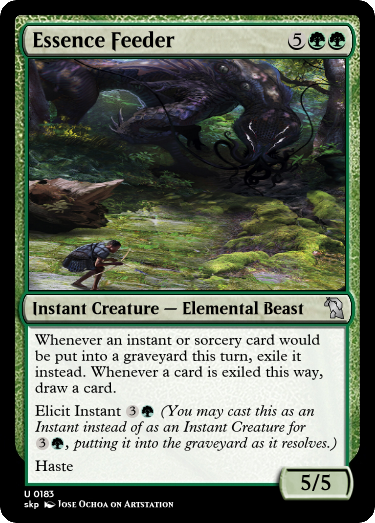 Essence Feeder 5
Instant Creature — Elemental Beast
Whenever an instant or sorcery card would
be put into a graveyard this turn, exile it
instead. Whenever a card is exiled this way,
draw a card.
Elicit Instant 3 (You may cast this as an
Instant instead of as an Instant Creature for
3, putting it into the graveyard as it resolves.)
Haste
5/5
U 0183
skp Jose Ochoa on Artstation